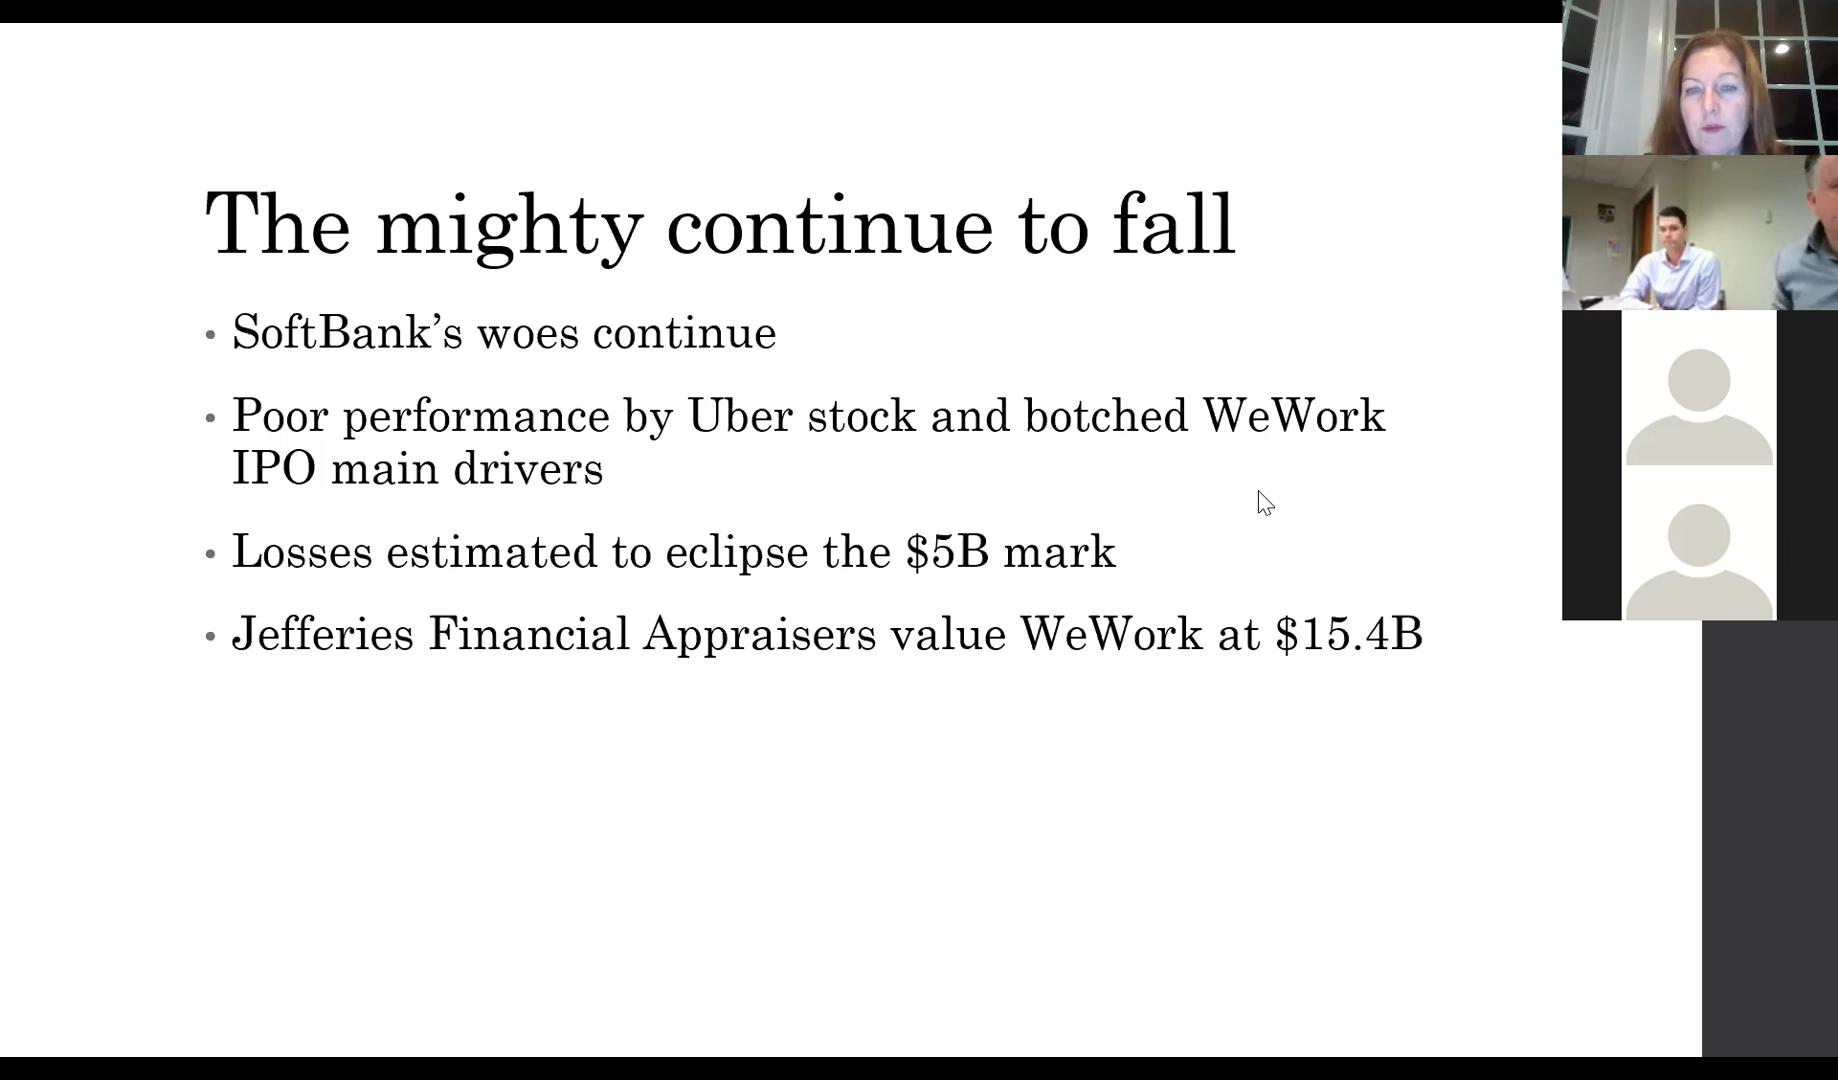 The mighty continue to fall
• SoftBank’s woes continue
• Poor performance by Uber stock and botched WeWork
IPO main drivers
• Losses estimated to eclipse the $5B mark
• Jefferies Financial Appraisers value WeWork at $15.4B